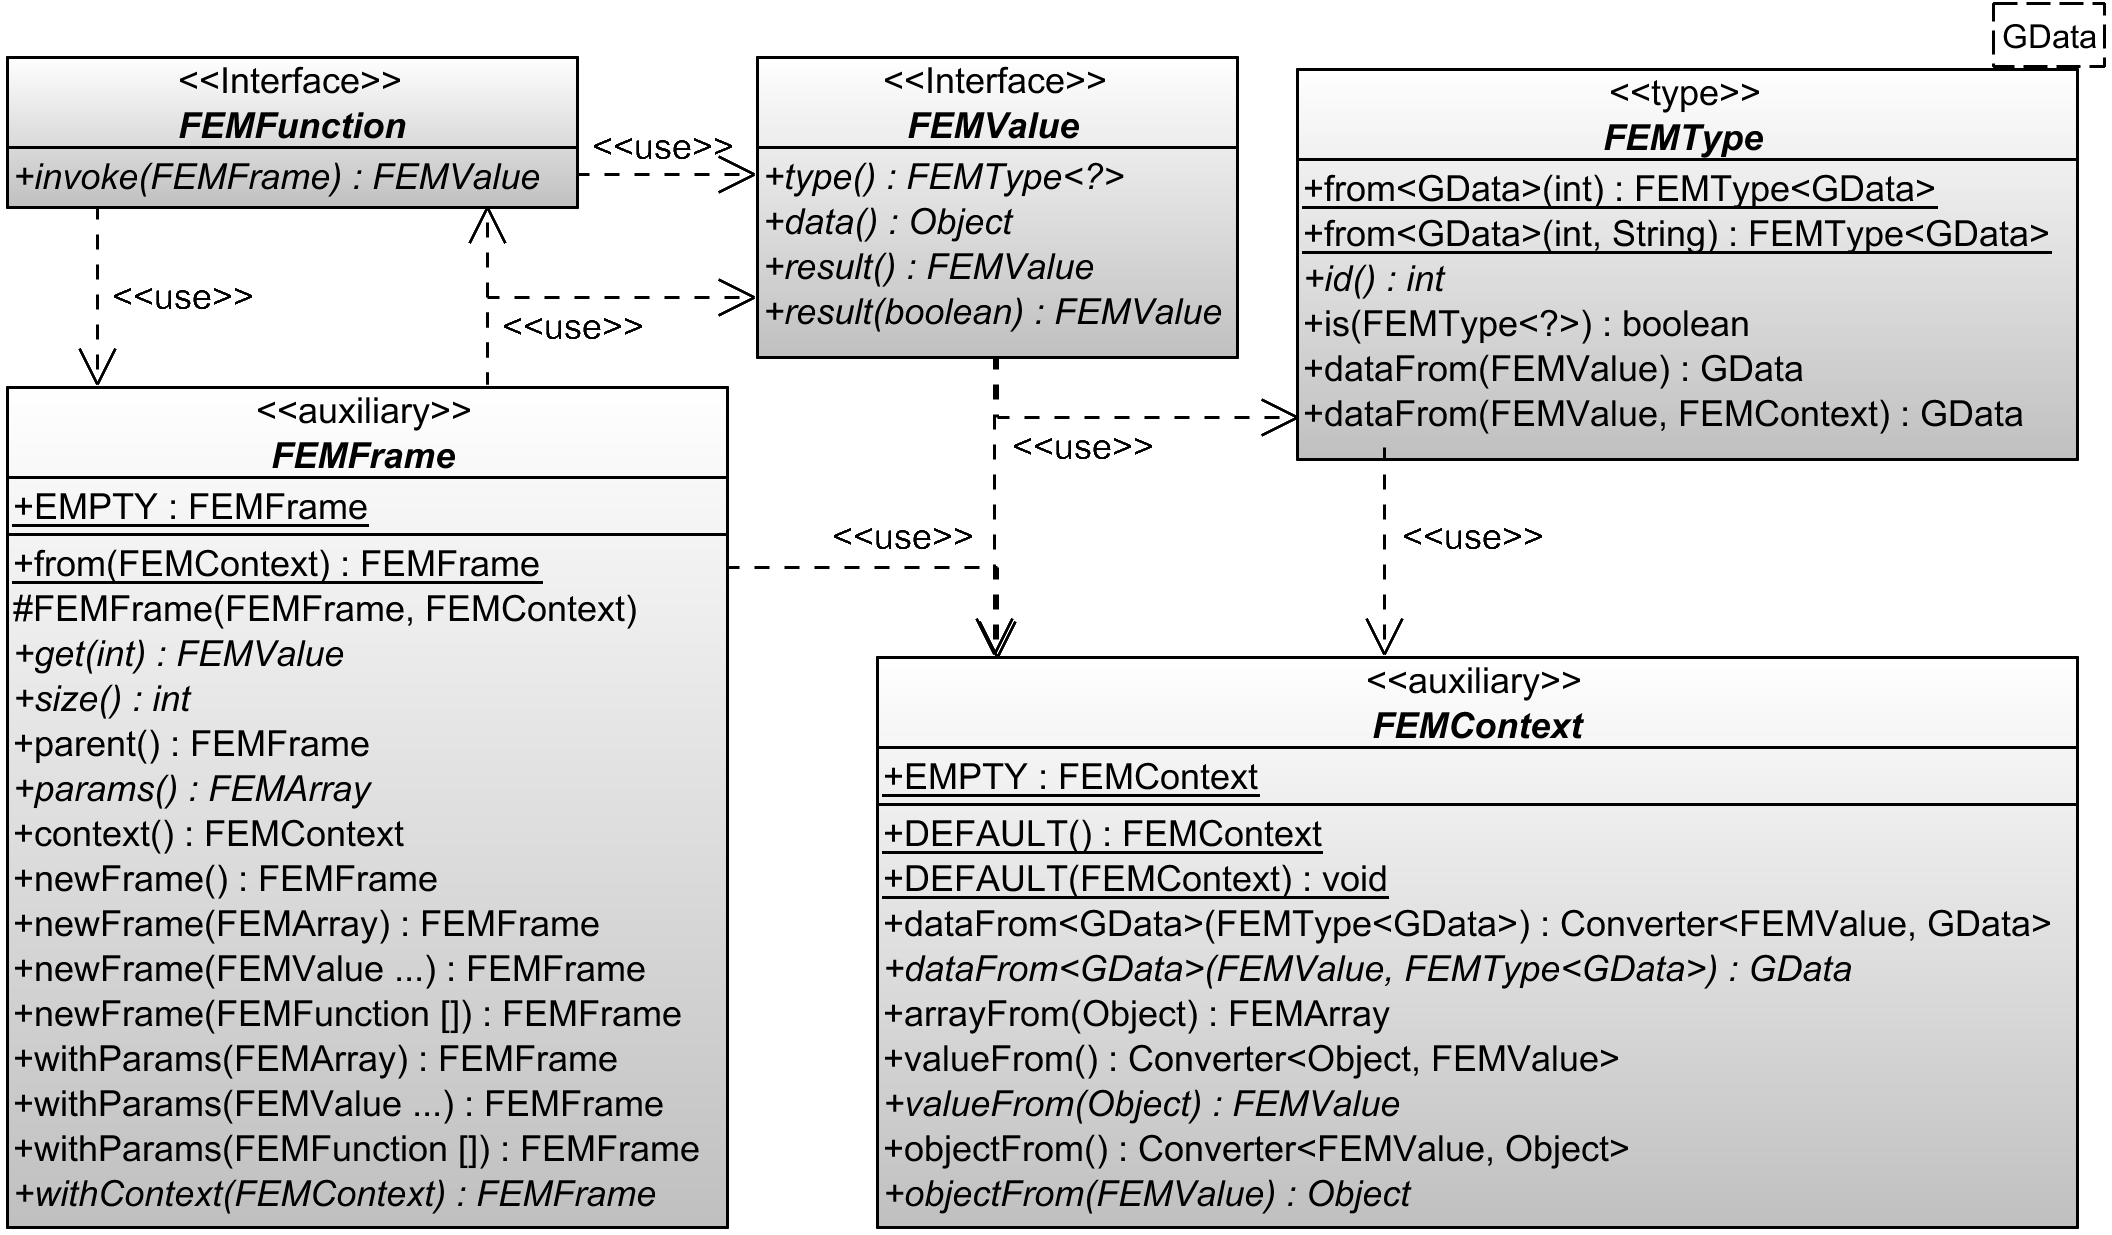 GData
<<Interface>>
FEMFunction
+invoke(FEMFrame) : FEMValue
<<use>>
<<Interface>>
FEMValue
+type() : FEMType<?>
+data() : Object
+result() : FEMValue
+result(boolean) : FEMValue
<<type>>
FEMType
+from<GData>(int) : FEMType<GData>
+from<GData>(int, String) : FEMType<GData>
+id() : int
+is(FEMType<?>) : boolean
+dataFrom(FEMValue) : GData
+dataFrom(FEMValue, FEMContext) : GData
<<use>>
<<use>>
<<use>>
<<use>>
<<use>>
<<auxiliary>>
FEMFrame
+EMPTY : FEMFrame
+from(FEMContext) : FEMFrame
#FEMFrame(FEMFrame, FEMContext)
+get(int) : FEMValue
+size() : int
+parent() : FEMFrame
+params() : FEMArray
+context() : FEMContext
+newFrame() : FEMFrame
+newFrame(FEMArray) : FEMFrame
+newFrame(FEMValue ...) : FEMFrame
+newFrame(FEMFunction []) : FEMFrame
+withParams(FEMArray) : FEMFrame
+withParams(FEMValue ...) : FEMFrame
+withParams(FEMFunction []) : FEMFrame
+withContext(FEMContext) : FEMFrame
<<auxiliary>>
FEMContext
+EMPTY : FEMContext
+DEFAULT() : FEMContext
+DEFAULT(FEMContext) : void
+dataFrom<GData>(FEMType<GData>) : Converter<FEMValue, GData>
+dataFrom<GData>(FEMValue, FEMType<GData>) : GData
+arrayFrom(Object) : FEMArray
+valueFrom() : Converter<Object, FEMValue>
+valueFrom(Object) : FEMValue
+objectFrom() : Converter<FEMValue, Object>
+objectFrom(FEMValue) : Object